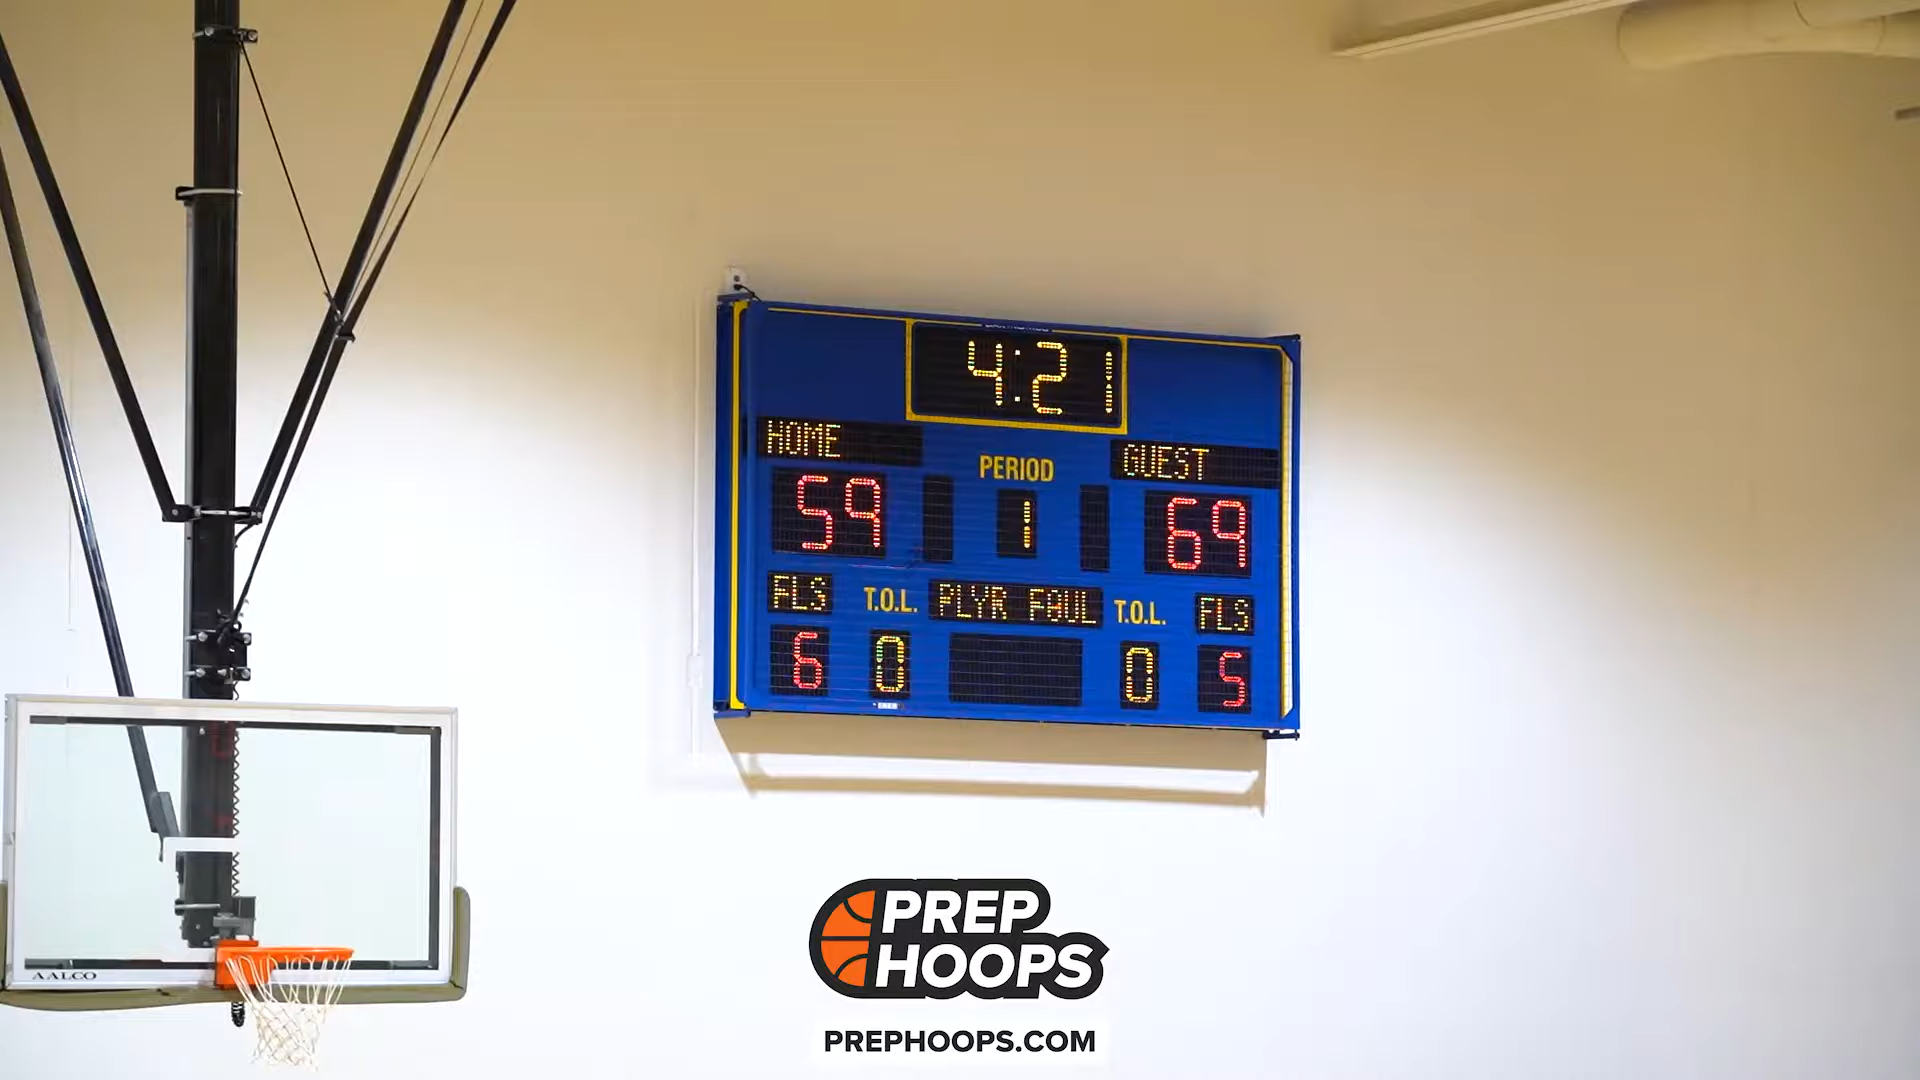 4:21
HOME
GUEST
PERIOD
59
1
69
FLS
T.O.L.
PLYR FOUL
T.O.L.
FLS
6
0
0
5
AALCO
PREP
HOOPS
PREPHOOPS.COM